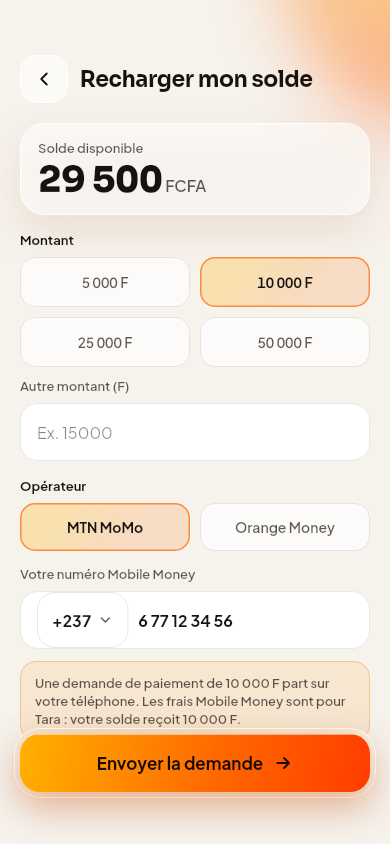 Recharger mon solde
Solde disponible
29 500 FCFA
Montant
5 000 F
10 000 F
25 000 F
50 000 F
Autre montant (F)
Ex. 15000
Opérateur
MTN MoMo
Orange Money
Votre numéro Mobile Money
+237 6 77 12 34 56
Une demande de paiement de 10 000 F part sur
votre téléphone. Les frais Mobile Money sont pour
Tara : votre solde reçoit 10 000 F.
Envoyer la demande →